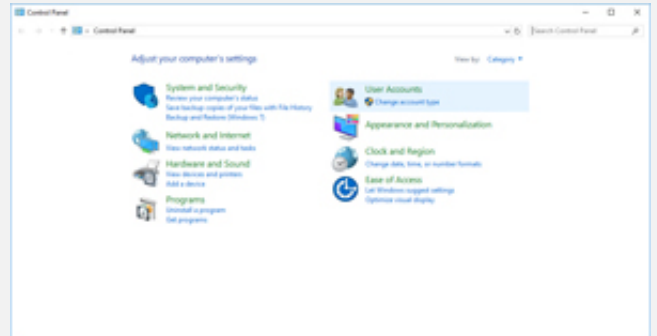 Control Panel
Control Panel
Search Control Panel
Adjust your computer's settings
View by: Category
System and Security
Review your computer's status
Save backup copies of your files with File History
Backup and Restore (Windows 7)
Network and Internet
View network status and tasks
Hardware and Sound
View devices and printers
Add a device
Programs
Uninstall a program
Get programs
User Accounts
Change account type
Appearance and Personalization
Clock and Region
Change date, time, or number formats
Ease of Access
Let Windows suggest settings
Optimize visual display